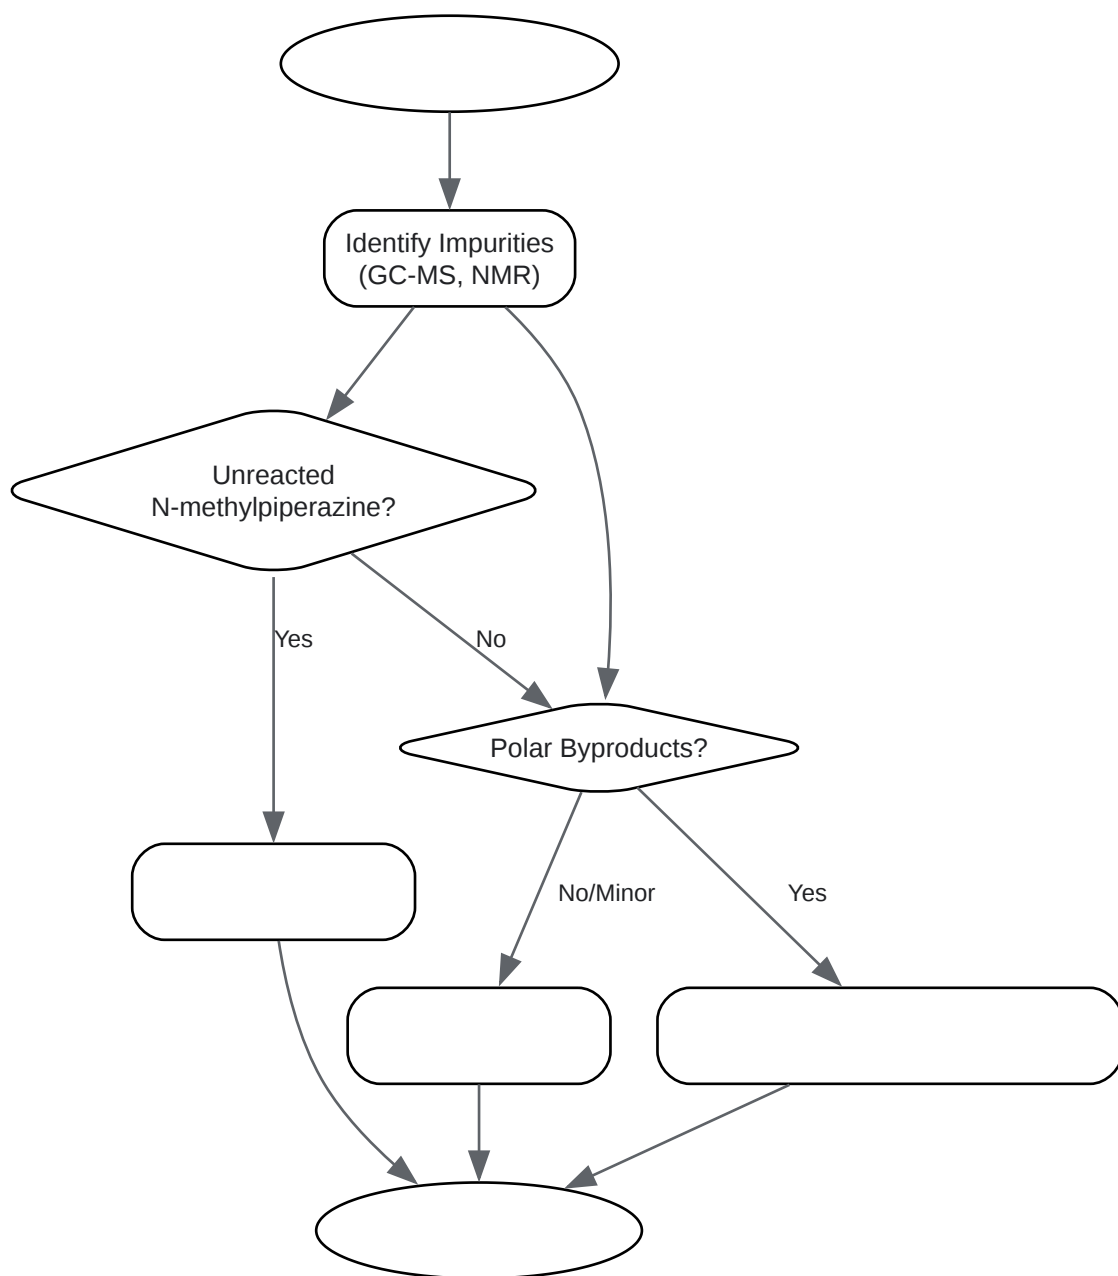 Identify Impurities
(GC-MS, NMR)
Unreacted
N-methylpiperazine?
Yes
No
Polar Byproducts?
No/Minor
Yes